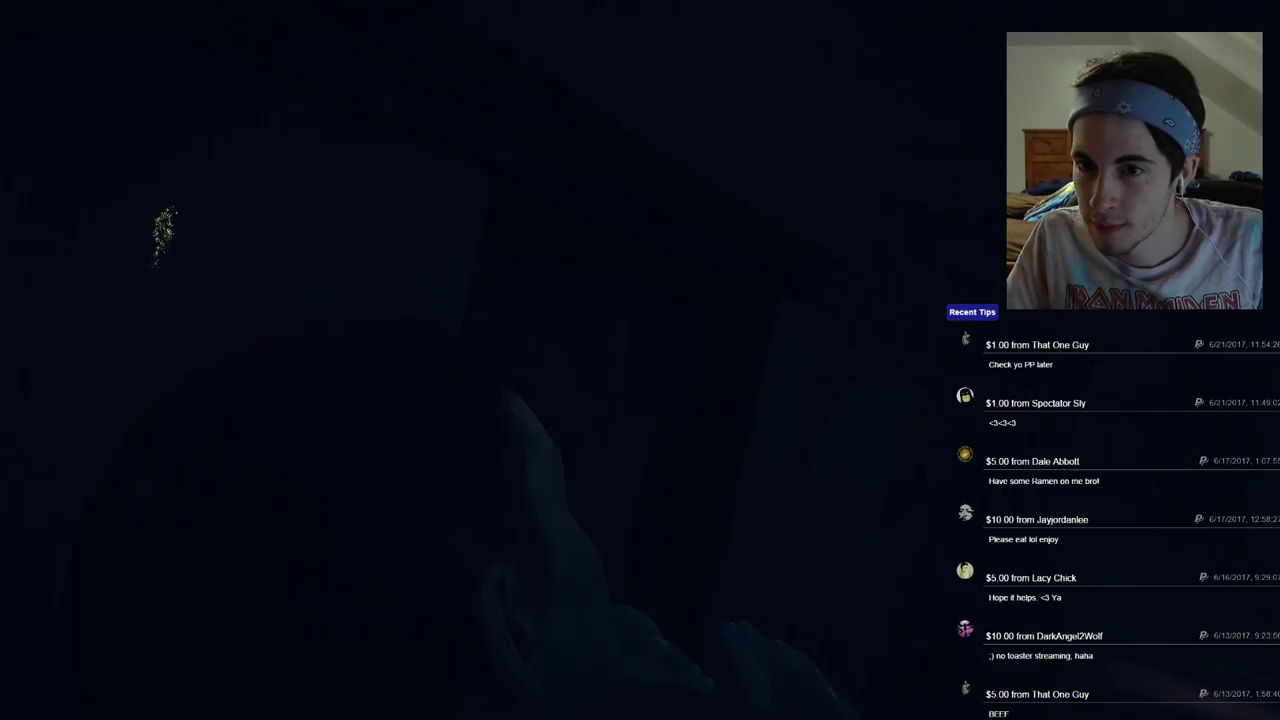 IRON MAIDEN
Recent Tips
$1.00 from That One Guy
6/21/2017, 11:54:26
Check yo PP later
$1.00 from Spectator Sly
6/21/2017, 11:49:02
<3<3<3
$5.00 from Dale Abbott
6/17/2017, 1:07:55
Have some Ramen on me bro!
$10.00 from Jayjordanlee
6/17/2017, 12:58:27
Please eat lol enjoy
$5.00 from Lacy Chick
6/16/2017, 9:29:07
Hope it helps. <3 Ya
$10.00 from DarkAngel2Wolf
6/13/2017, 9:23:56
;) no toaster streaming, haha
$5.00 from That One Guy
6/13/2017, 1:58:40
BEEF